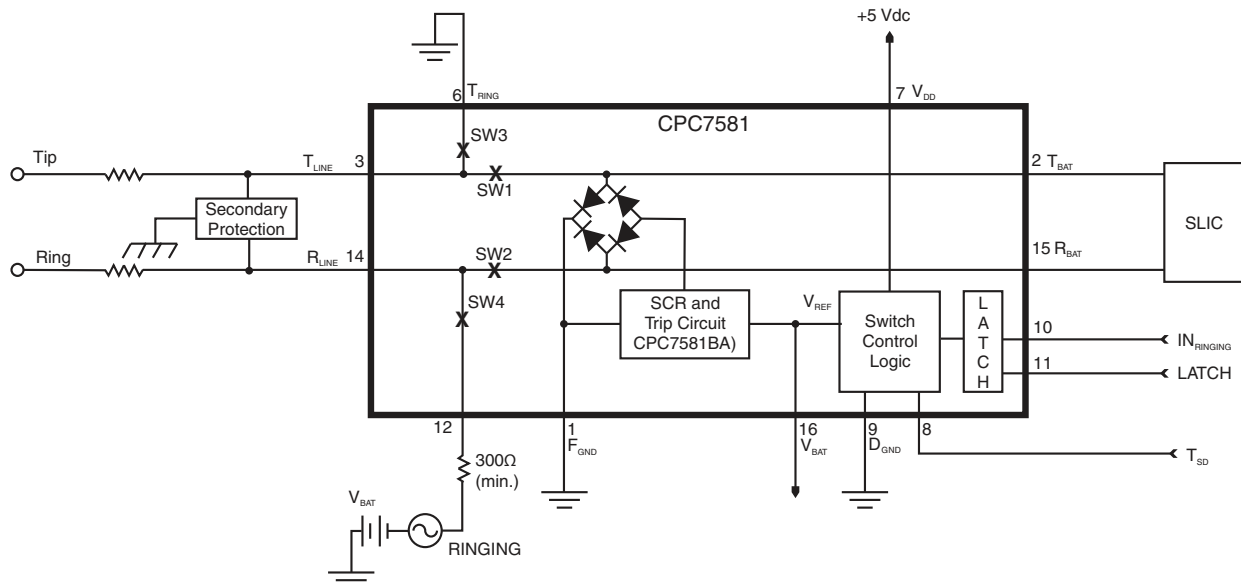 +5 Vdc
6 T_RING
7 V_DD
CPC7581
SW3
Tip
T_LINE 3
2 T_BAT
SW1
Secondary
Protection
SLIC
Ring
R_LINE 14
SW2
15 R_BAT
SW4
SCR and
Trip Circuit
CPC7581BA)
V_REF
Switch
Control
Logic
L
A
T
C
H
10
IN_RINGING
11
LATCH
12
1
F_GND
16
V_BAT
9
D_GND
8
300Ω
(min.)
T_SD
V_BAT
RINGING